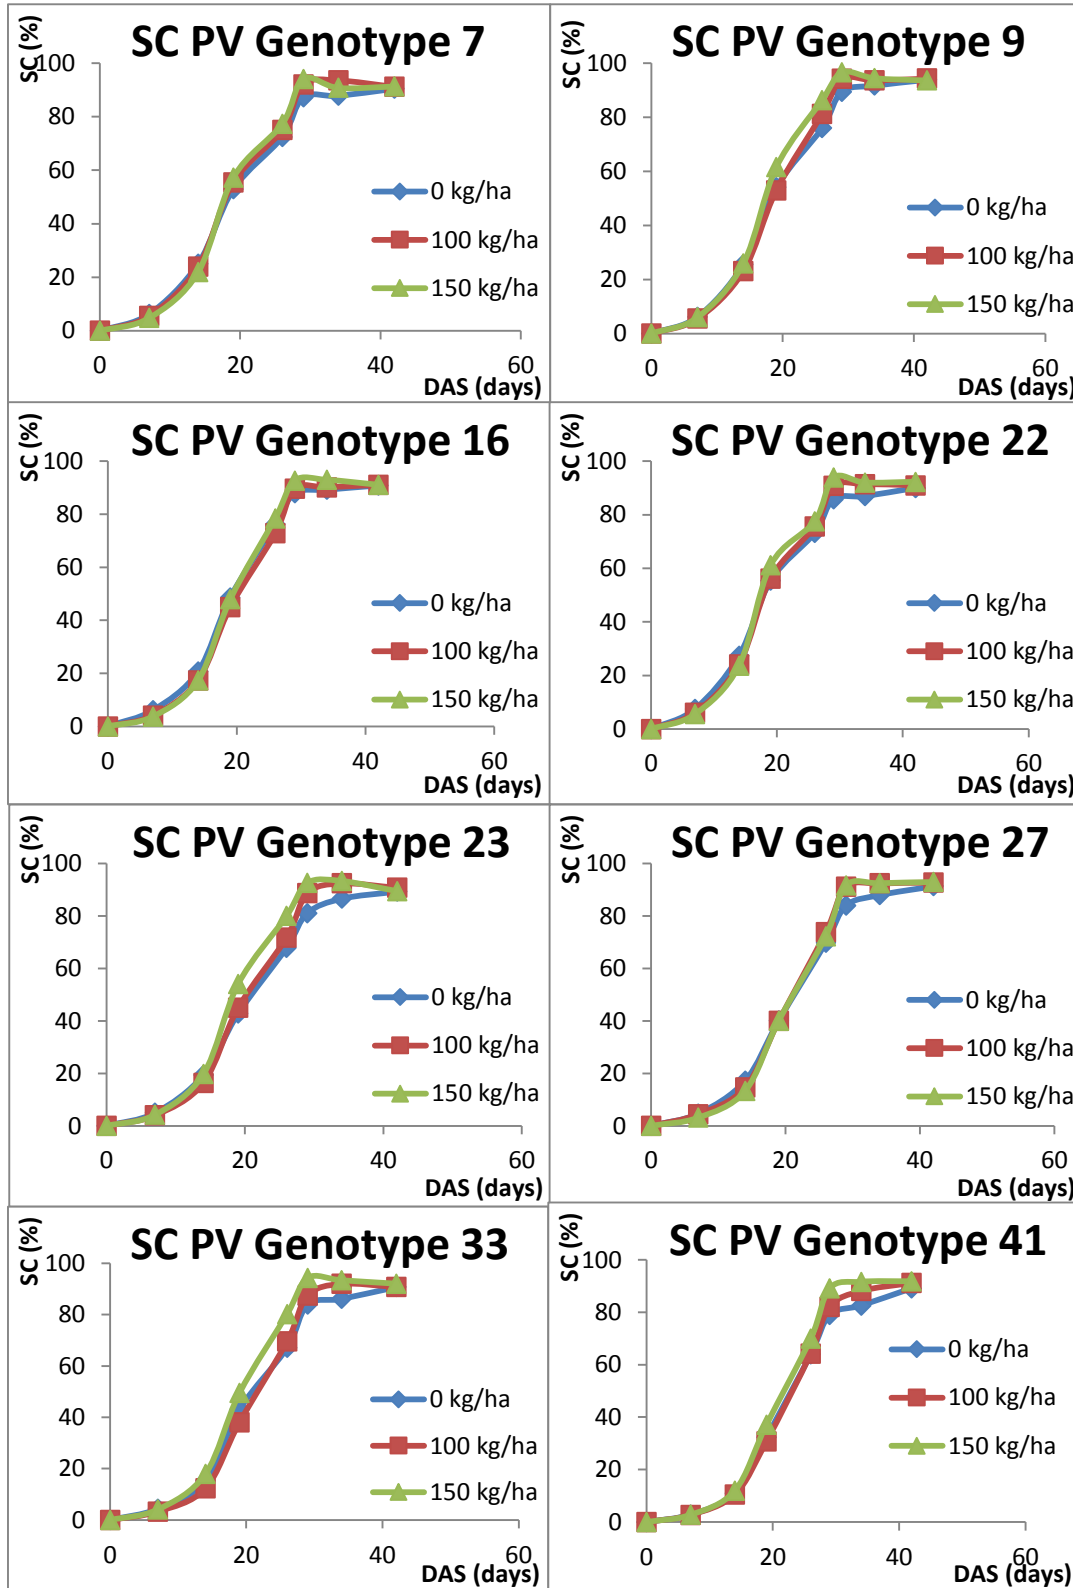 SC PV Genotype 7
SC (%)
100
80
60
40
20
0
0 20 40 60
DAS (days)
0 kg/ha
100 kg/ha
150 kg/ha
SC PV Genotype 9
SC (%)
100
80
60
40
20
0
0 20 40 60
DAS (days)
0 kg/ha
100 kg/ha
150 kg/ha
SC PV Genotype 16
SC (%)
100
80
60
40
20
0
0 20 40 60
DAS (days)
0 kg/ha
100 kg/ha
150 kg/ha
SC PV Genotype 22
SC (%)
100
80
60
40
20
0
0 20 40 60
DAS (days)
0 kg/ha
100 kg/ha
150 kg/ha
SC PV Genotype 23
SC (%)
100
80
60
40
20
0
0 20 40 60
DAS (days)
0 kg/ha
100 kg/ha
150 kg/ha
SC PV Genotype 27
SC (%)
100
80
60
40
20
0
0 20 40 60
DAS (days)
0 kg/ha
100 kg/ha
150 kg/ha
SC PV Genotype 33
SC (%)
100
80
60
40
20
0
0 20 40 60
DAS (days)
0 kg/ha
100 kg/ha
150 kg/ha
SC PV Genotype 41
SC (%)
100
80
60
40
20
0
0 20 40 60
DAS (days)
0 kg/ha
100 kg/ha
150 kg/ha